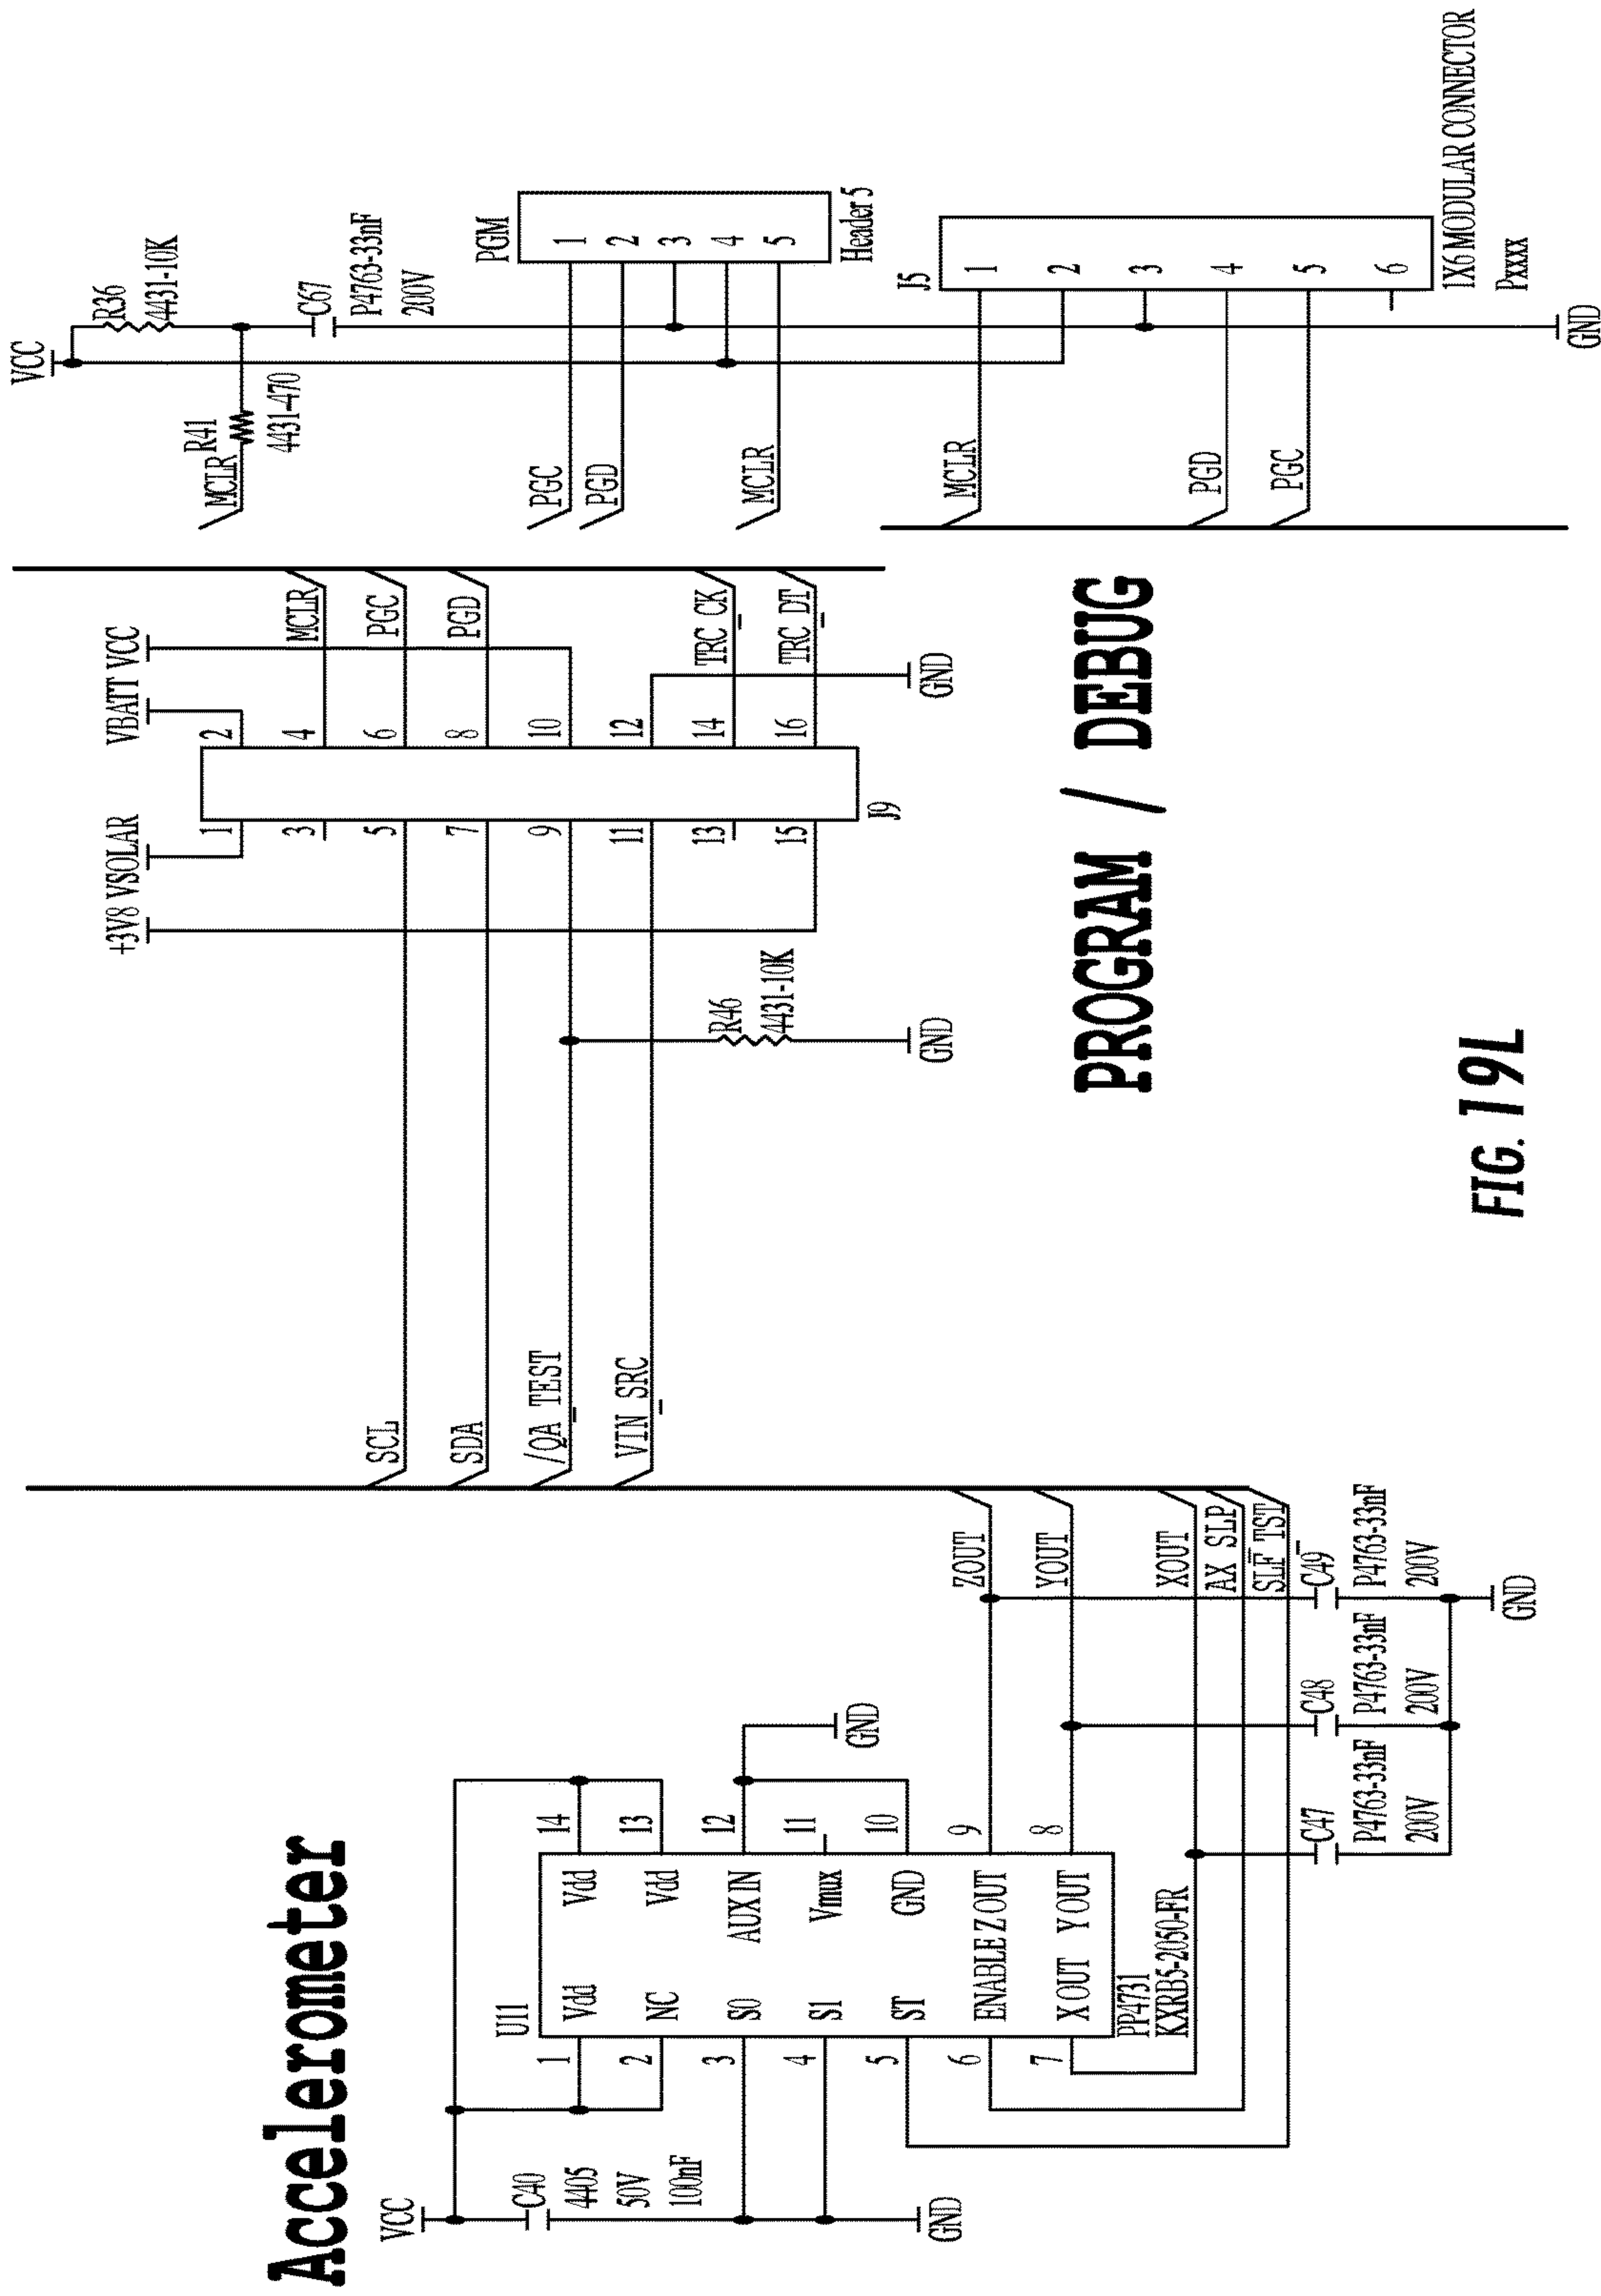 Accelerometer
VCC
C40
4405
50V
100nF
GND
U11
1
2
3
4
5
6
7
Vdd
NC
S0
S1
ST
ENABLE
X OUT
Vdd
Vdd
AUX IN
Vmux
GND
Z OUT
Y OUT
14
13
12
11
10
9
8
PP4731
KXRB5-2050-FR
GND
C47
P4763-33nF
200V
C48
P4763-33nF
200V
C49
P4763-33nF
200V
GND
ZOUT
YOUT
XOUT
AX_SLP
SLF_TST
SCL
SDA
/QA_TEST
VIN_SRC
R46
4431-10K
GND
+3V8 VSOLAR
VBATT VCC
1
3
5
7
9
11
13
15
2
4
6
8
10
12
14
16
J9
MCLR
PGC
PGD
TRC_CK
TRC_DT
GND
PROGRAM / DEBUG
VCC
R36
4431-10K
MCLR
R41
4431-470
C67
P4763-33nF
200V
PGM
PGC
PGD
MCLR
1
2
3
4
5
Header 5
J5
MCLR
PGD
PGC
1
2
3
4
5
6
1X6 MODULAR CONNECTOR
Pxxxx
GND
FIG. 19L